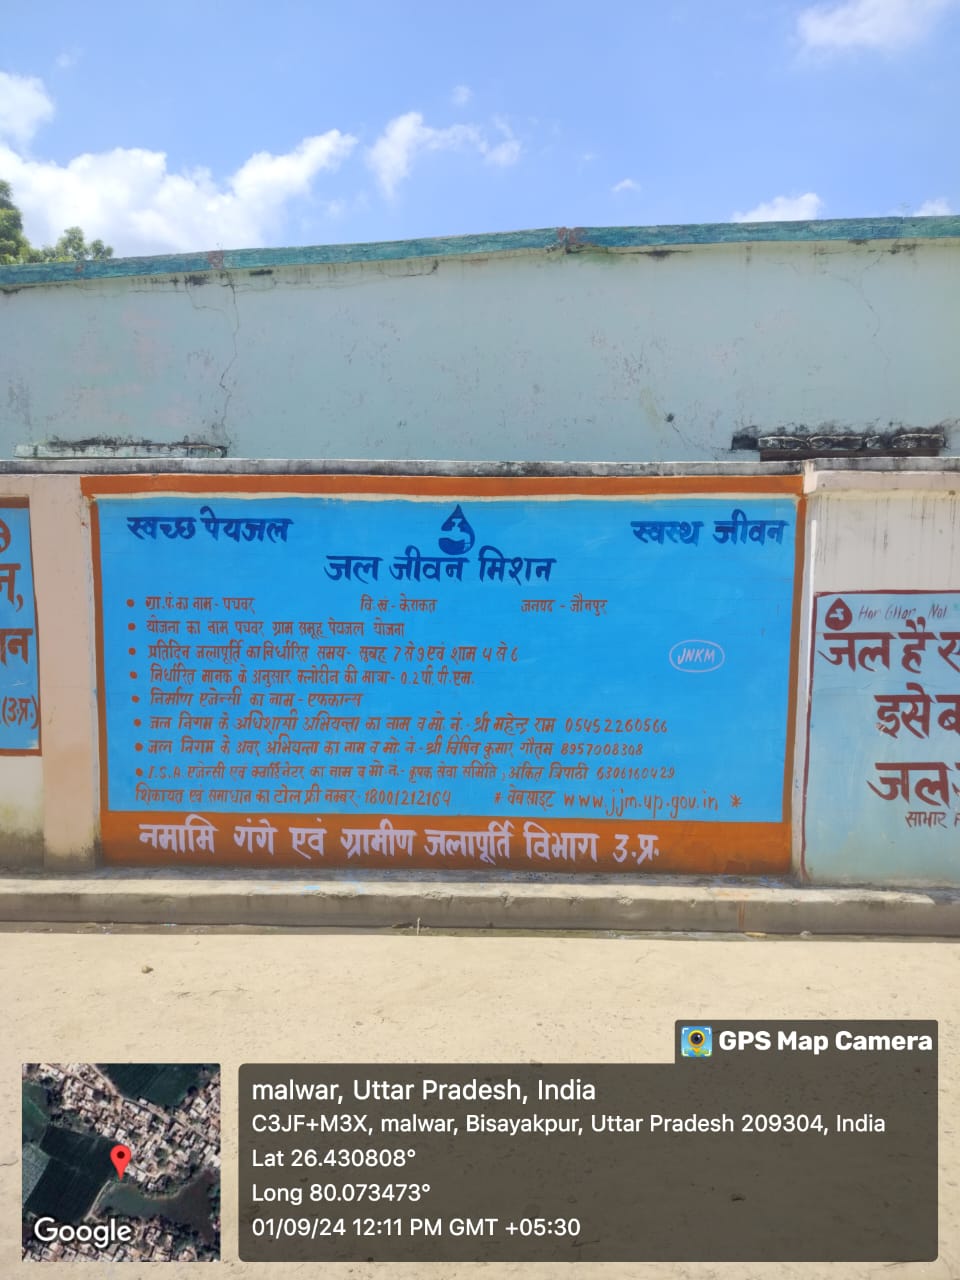 स्वच्छ पेयजल
स्वस्थ जीवन
जल जीवन मिशन
• ग्रा.पं.का नाम - पचवर वि. खं. - केराकत जनपद - जौनपुर
• योजना का नाम पचवर ग्राम समूह पेयजल योजना
• प्रतिदिन जलापूर्ति का निर्धारित समय - सुबह 7 से 9 एवं शाम 4 से 6
• निर्धारित मानक के अनुसार क्लोरीन की मात्रा - 0.2 पी.पी.एम.
• निर्माण एजेन्सी का नाम - एफकान्स
• जल निगम के अधिशासी अभियन्ता का नाम व मो. नं. - श्री महेन्द्र राम 05452260566
• जल निगम के अवर अभियन्ता का नाम व मो. नं. - श्री विपिन कुमार गौतम 8957008308
• I.S.A. एजेन्सी एवं क्वार्डिनेटर का नाम व मो. नं. - कृषक सेवा समिति, अंकित त्रिपाठी 6306160429
शिकायत एवं समाधान का टोल फ्री नम्बर - 18001212164 * वेबसाइट www.jjm.up.gov.in *
JNKM
नमामि गंगे एवं ग्रामीण जलापूर्ति विभाग उ.प्र.
न,
न
(उ.प्र.)
Har Ghar Nal
जल है
इसे ब
जल
साभार
GPS Map Camera
malwar, Uttar Pradesh, India
C3JF+M3X, malwar, Bisayakpur, Uttar Pradesh 209304, India
Lat 26.430808°
Long 80.073473°
01/09/24 12:11 PM GMT +05:30
Google